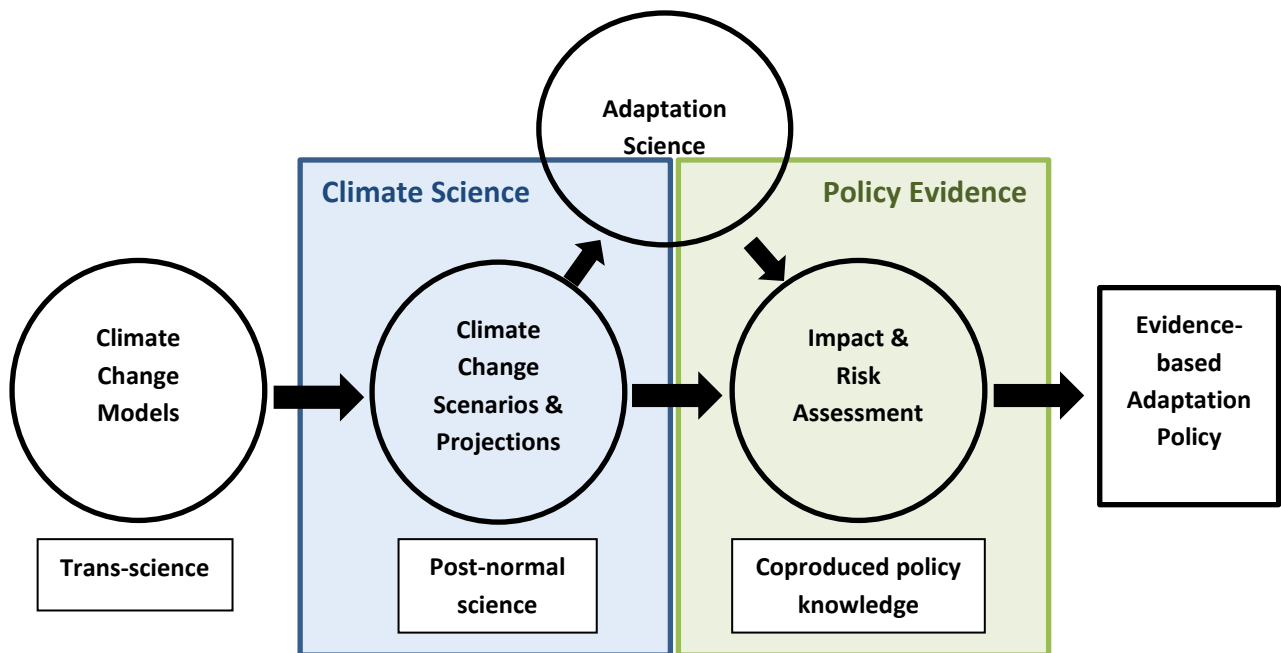 Adaptation
Science
Climate Science
Policy Evidence
Climate
Change
Models
Climate
Change
Scenarios &
Projections
Impact &
Risk
Assessment
Evidence-
based
Adaptation
Policy
Trans-science
Post-normal
science
Coproduced policy
knowledge